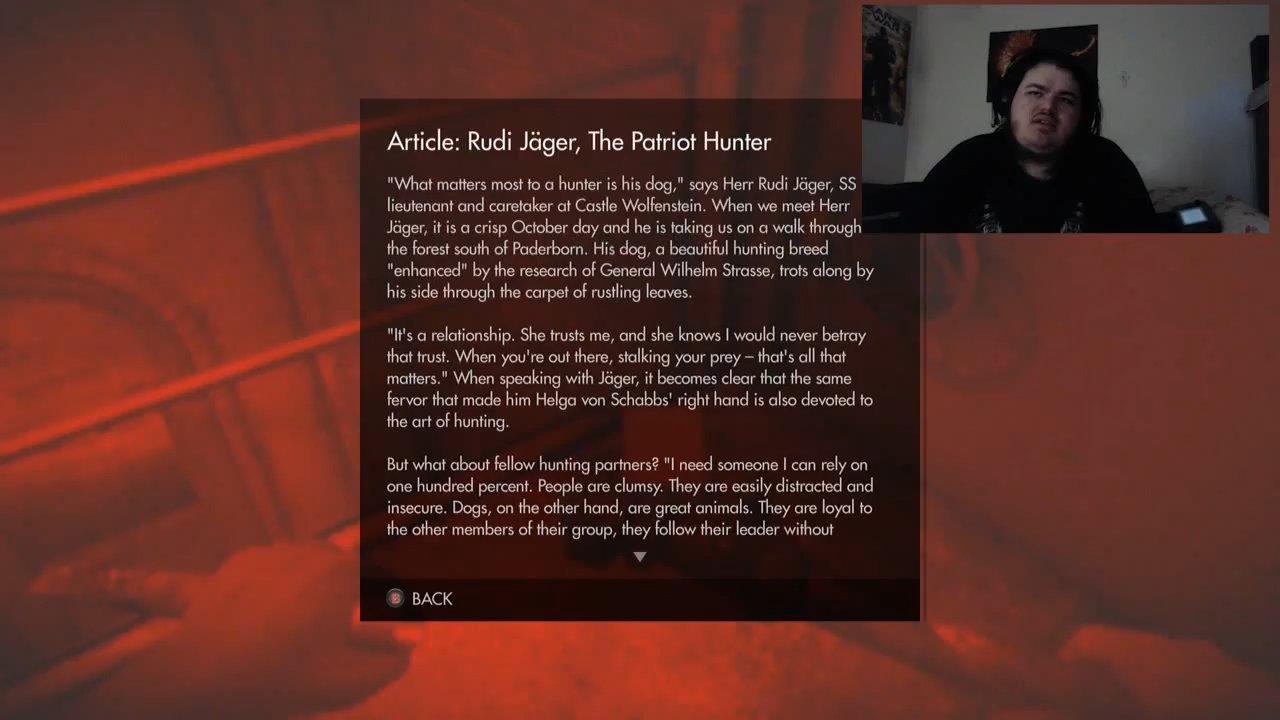 Article: Rudi Jäger, The Patriot Hunter
"What matters most to a hunter is his dog," says Herr Rudi Jäger, SS
lieutenant and caretaker at Castle Wolfenstein. When we meet Herr
Jäger, it is a crisp October day and he is taking us on a walk through
the forest south of Paderborn. His dog, a beautiful hunting breed
"enhanced" by the research of General Wilhelm Strasse, trots along by
his side through the carpet of rustling leaves.
"It's a relationship. She trusts me, and she knows I would never betray
that trust. When you're out there, stalking your prey – that's all that
matters." When speaking with Jäger, it becomes clear that the same
fervor that made him Helga von Schabbs' right hand is also devoted to
the art of hunting.
But what about fellow hunting partners? "I need someone I can rely on
one hundred percent. People are clumsy. They are easily distracted and
insecure. Dogs, on the other hand, are great animals. They are loyal to
the other members of their group, they follow their leader without
B BACK